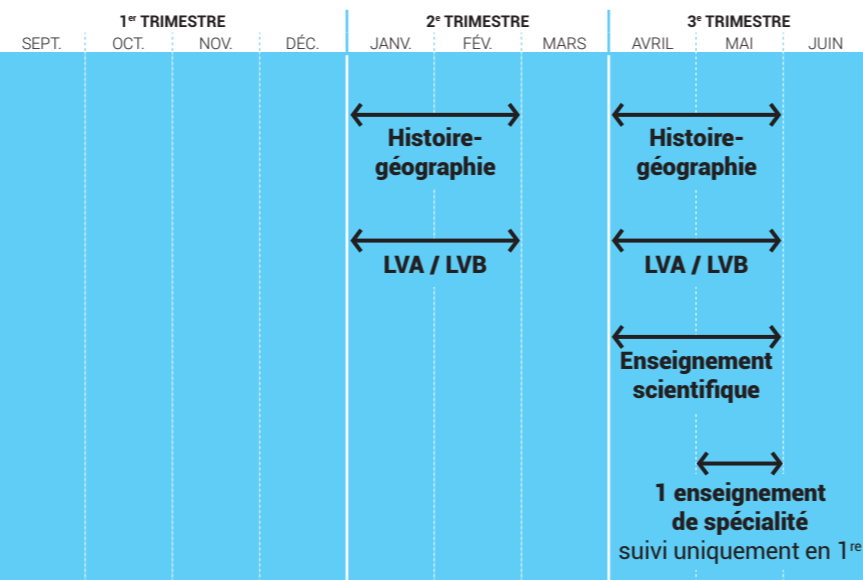 1er TRIMESTRE 2e TRIMESTRE 3e TRIMESTRE
SEPT. OCT. NOV. DÉC. JANV. FÉV. MARS AVRIL MAI JUIN
Histoire-
géographie
Histoire-
géographie
LVA / LVB
LVA / LVB
Enseignement
scientifique
1 enseignement
de spécialité
suivi uniquement en 1re